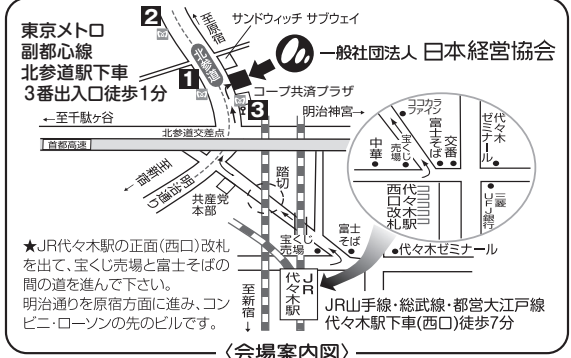 東京メトロ
副都心線
北参道駅下車
3番出入口徒歩1分
2
至原宿
サンドウィッチ サブウェイ
北参道
1
一般社団法人 日本経営協会
コープ共済プラザ
3
←至千駄ヶ谷
明治神宮→
北参道交差点
首都高速
至新宿
明治通り
共産党
本部
踏切
宝くじ
売場
富士
そば
代々木ゼミナール
ココカラ
ファイン
中華
宝くじ
売場
富士そば
交番
代々木
ゼミナール
代々木駅
西口改札
三菱
UFJ銀行
★JR代々木駅の正面(西口)改札
を出て、宝くじ売場と富士そばの
間の道を進んで下さい。
明治通りを原宿方面に進み、コン
ビニ・ローソンの先のビルです。
至新宿
↓
JR
代々木駅
JR山手線・総武線・都営大江戸線
代々木駅下車(西口)徒歩7分
〈会場案内図〉